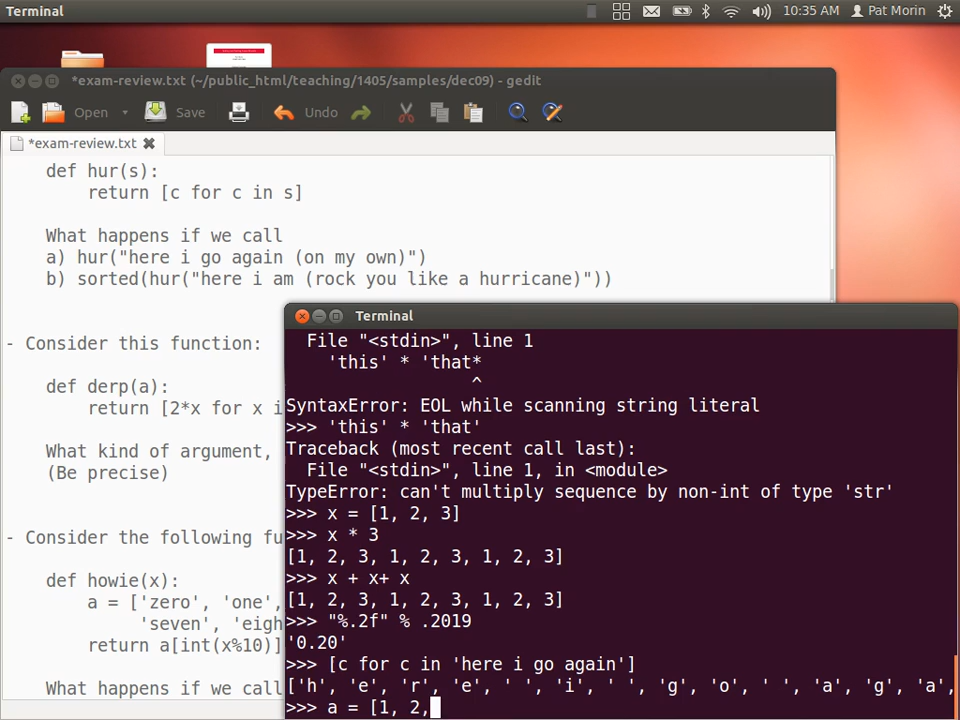 Terminal
10:35 AM Pat Morin
*exam-review.txt (~/public_html/teaching/1405/samples/dec09) - gedit
Open Save Undo
*exam-review.txt
def hur(s):
return [c for c in s]
What happens if we call
a) hur("here i go again (on my own)")
b) sorted(hur("here i am (rock you like a hurricane)"))
- Consider this function:
def derp(a):
return [2*x for x i
What kind of argument,
(Be precise)
- Consider the following fu
def howie(x):
a = ['zero', 'one',
'seven', 'eigh
return a[int(x%10)]
What happens if we call
Terminal
File "<stdin>", line 1
'this' * 'that*
^
SyntaxError: EOL while scanning string literal
>>> 'this' * 'that'
Traceback (most recent call last):
File "<stdin>", line 1, in <module>
TypeError: can't multiply sequence by non-int of type 'str'
>>> x = [1, 2, 3]
>>> x * 3
[1, 2, 3, 1, 2, 3, 1, 2, 3]
>>> x + x+ x
[1, 2, 3, 1, 2, 3, 1, 2, 3]
>>> "%.2f" % .2019
'0.20'
>>> [c for c in 'here i go again']
['h', 'e', 'r', 'e', ' ', 'i', ' ', 'g', 'o', ' ', 'a', 'g', 'a',
>>> a = [1, 2,